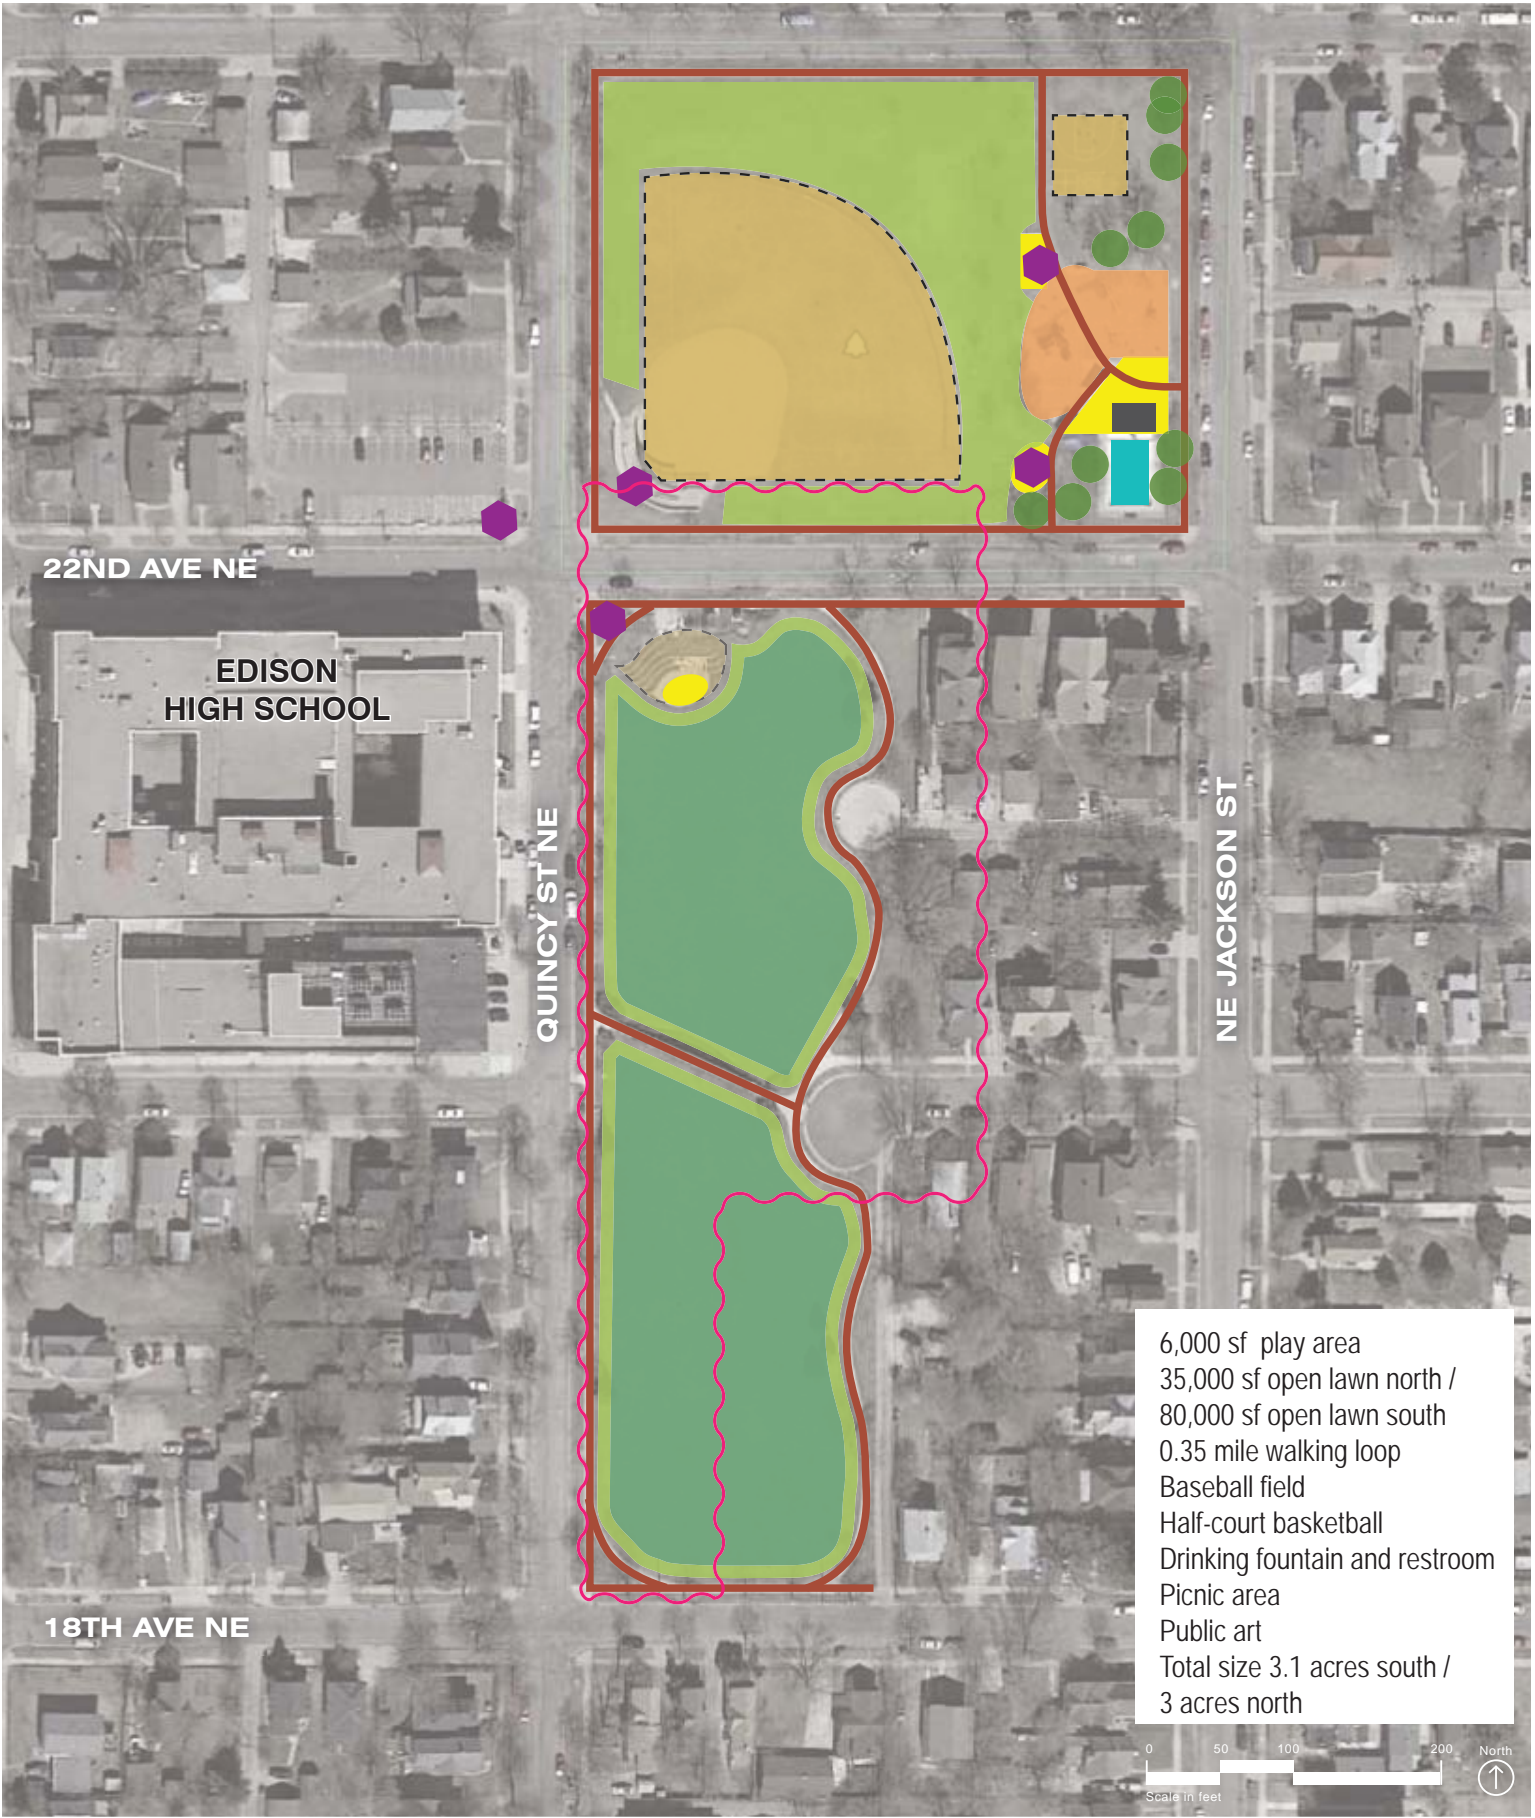 22ND AVE NE
EDISON
HIGH SCHOOL
QUINCY ST NE
NE JACKSON ST
6,000 sf  play area
35,000 sf open lawn north /
80,000 sf open lawn south
0.35 mile walking loop
Baseball field
Half-court basketball
Drinking fountain and restroom
Picnic area
Public art
Total size 3.1 acres south /
3 acres north
18TH AVE NE
0 50 100 200 North
Scale in feet